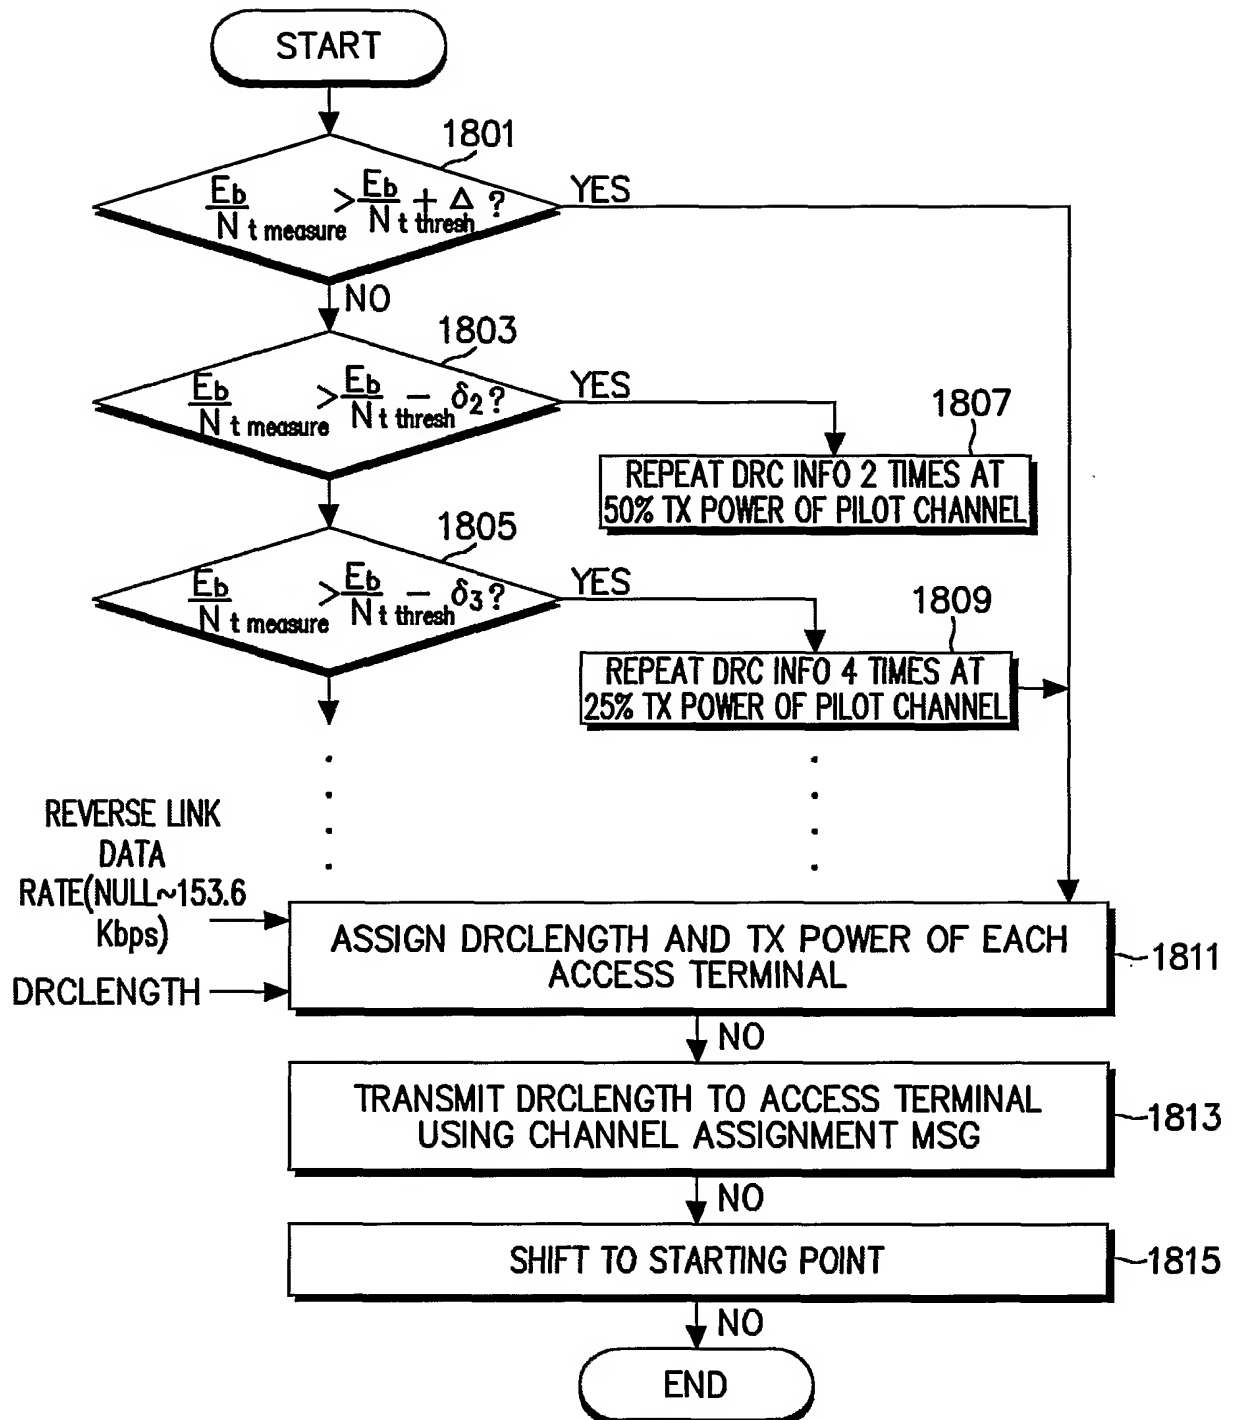 START
1801
Eb/Nt measure > Eb/Nt thresh + Δ ?
YES
NO
1803
Eb/Nt measure > Eb/Nt thresh - δ2?
YES
1807
REPEAT DRC INFO 2 TIMES AT
50% TX POWER OF PILOT CHANNEL
1805
Eb/Nt measure > Eb/Nt thresh - δ3?
YES
1809
REPEAT DRC INFO 4 TIMES AT
25% TX POWER OF PILOT CHANNEL
REVERSE LINK
DATA
RATE(NULL~153.6
Kbps)
DRCLENGTH
ASSIGN DRCLENGTH AND TX POWER OF EACH
ACCESS TERMINAL
1811
NO
TRANSMIT DRCLENGTH TO ACCESS TERMINAL
USING CHANNEL ASSIGNMENT MSG
1813
NO
SHIFT TO STARTING POINT
1815
NO
END